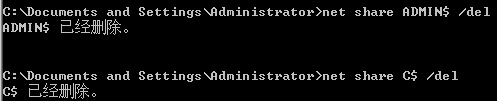 C:\Documents and Settings\Administrator>net share ADMIN$ /del
ADMIN$ 已经删除。
C:\Documents and Settings\Administrator>net share C$ /del
C$ 已经删除。